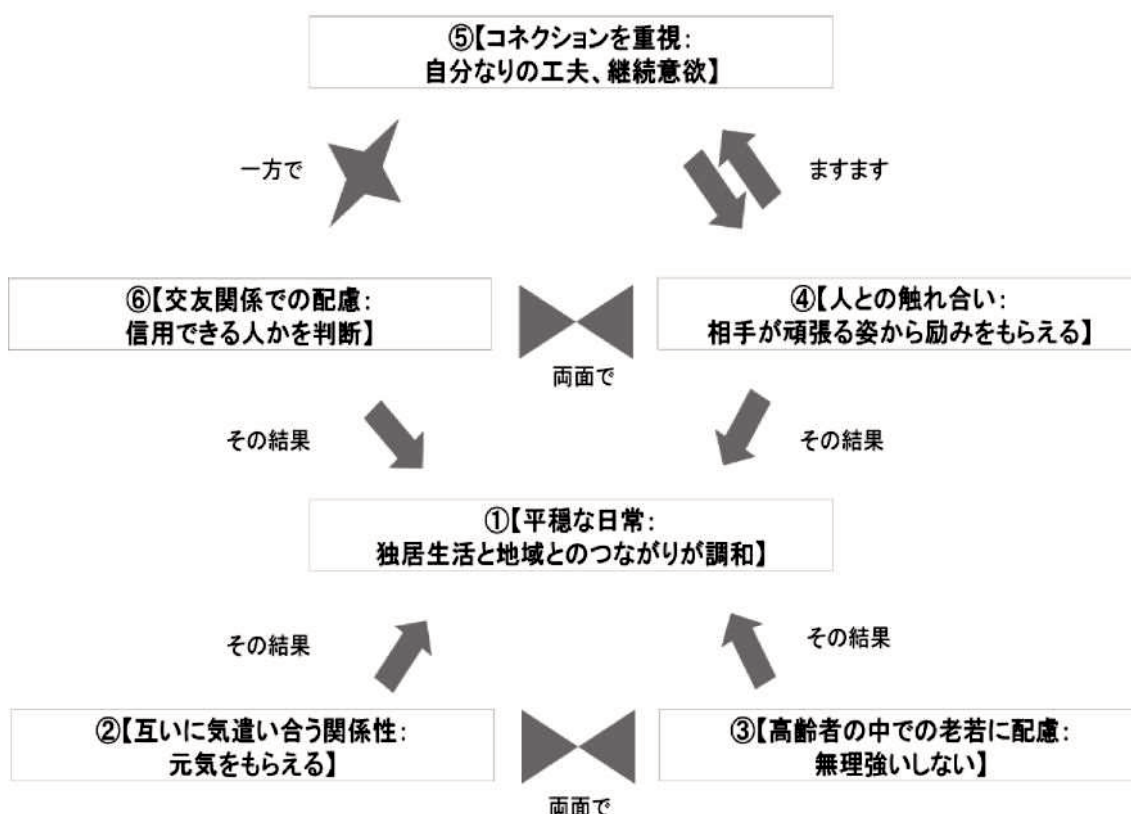 ⑤【コネクションを重視:
自分なりの工夫、継続意欲】
一方で
ますます
⑥【交友関係での配慮:
信用できる人かを判断】
④【人との触れ合い:
相手が頑張る姿から励みをもらえる】
両面で
その結果
その結果
①【平穏な日常:
独居生活と地域とのつながりが調和】
その結果
その結果
②【互いに気遣い合う関係性:
元気をもらえる】
③【高齢者の中での老若に配慮:
無理強いしない】
両面で